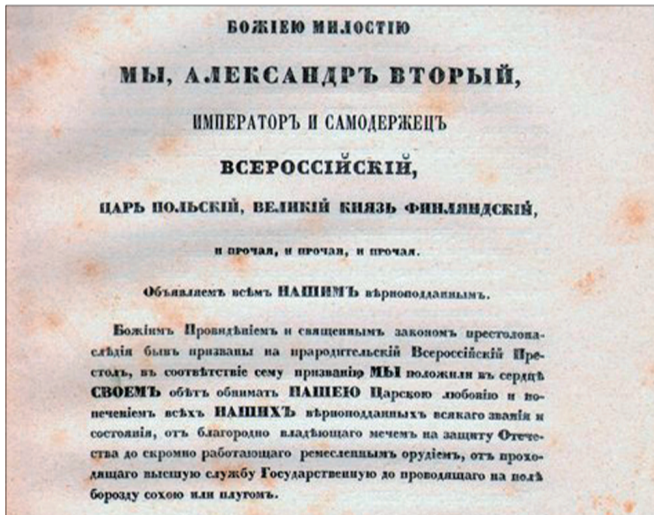 БОЖІЕЮ МИЛОСТІЮ
МЫ, АЛЕКСАНДРЪ ВТОРЫЙ,
ИМПЕРАТОРЪ И САМОДЕРЖЕЦЪ
ВСЕРОССІЙСКІЙ,
ЦАРЬ ПОЛЬСКІЙ, ВЕЛИКІЙ КНЯЗЬ ФИНЛЯНДСКІЙ,
и прочая, и прочая, и прочая.
Объявляемъ всѣмъ НАШИМЪ вѣрноподданнымъ.
Божіимъ Провидѣніемъ и священнымъ закономъ престолона-
слѣдія бывъ призваны на прародительскій Всероссійскій Пре-
столъ, въ соотвѣтствіе сему призванію МЫ положили въ сердцѣ
СВОЕМЪ обѣтъ обнимать НАШЕЮ Царскою любовію и по-
печеніемъ всѣхъ НАШИХЪ вѣрноподданныхъ всякаго званія и
состоянія, отъ благородно владѣющаго мечемъ на защиту Отече-
ства до скромно работающаго ремесленнымъ орудіемъ, отъ прохо-
дящаго высшую службу Государственную до проводящаго на полѣ
борозду сохою или плугомъ.